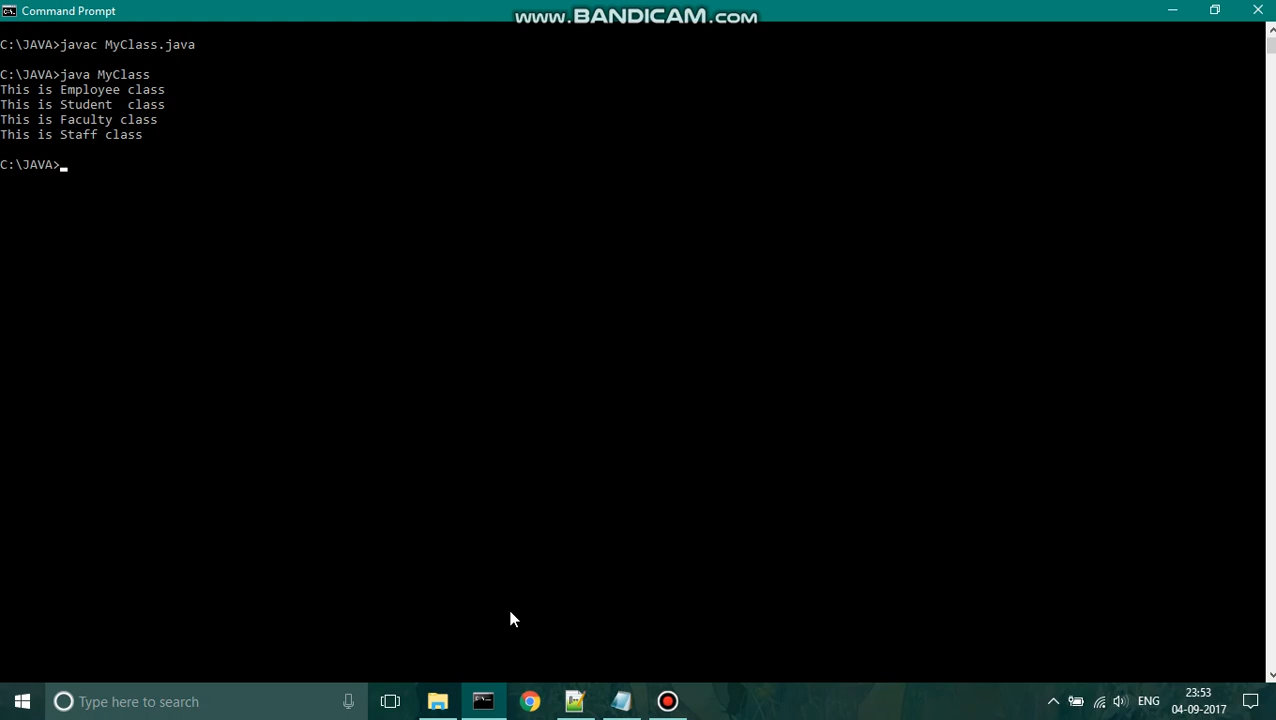 Command Prompt
www.BANDICAM.com
C:\JAVA>javac MyClass.java
C:\JAVA>java MyClass
This is Employee class
This is Student  class
This is Faculty class
This is Staff class
C:\JAVA>
Type here to search
ENG
23:53
04-09-2017